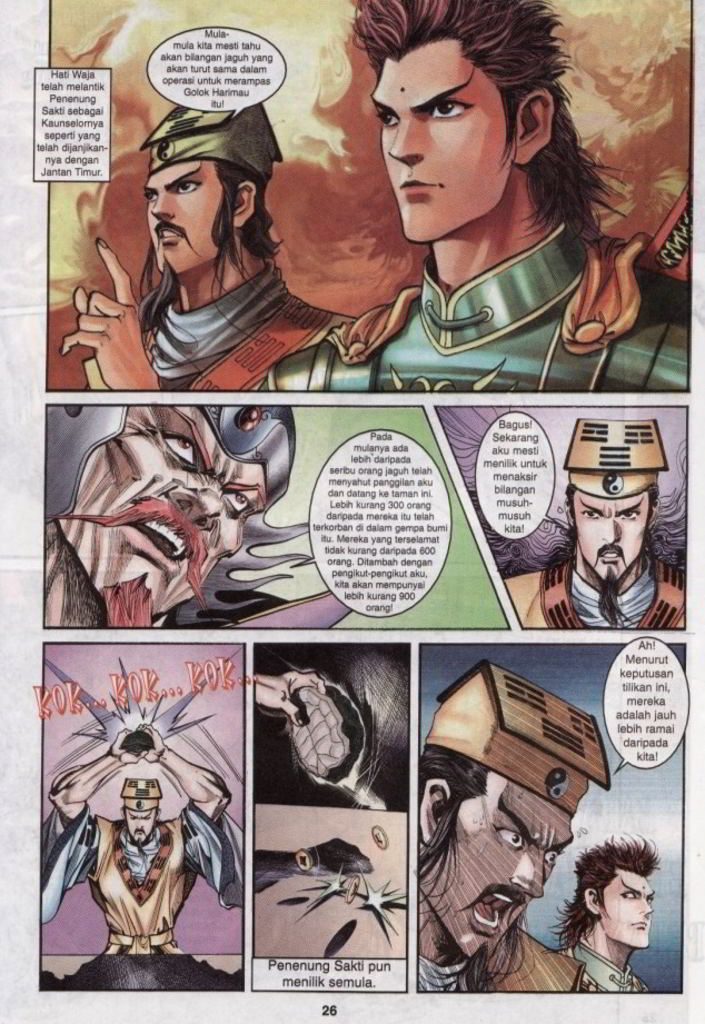 Mula-
mula kita mesti tahu
akan bilangan jaguh yang
akan turut sama dalam
operasi untuk merampas
Golok Harimau
itu!
Hati Waja
telah melantik
Penenung
Sakti sebagai
Kaunselornya
seperti yang
telah dijanjikan-
nya dengan
Jantan Timur.
Pada
mulanya ada
lebih daripada
seribu orang jaguh telah
menyahut panggilan aku
dan datang ke taman ini.
Lebih kurang 300 orang
daripada mereka itu telah
terkorban di dalam gempa bumi
itu. Mereka yang terselamat
tidak kurang daripada 600
orang. Ditambah dengan
pengikut-pengikut aku,
kita akan mempunyai
lebih kurang 900
orang!
Bagus!
Sekarang
aku mesti
menilik untuk
menaksir
bilangan
musuh-
musuh
kita!
KOK... KOK... KOK...
Penenung Sakti pun
menilik semula.
Ah!
Menurut
keputusan
tilikan ini,
mereka
adalah jauh
lebih ramai
daripada
kita!
26